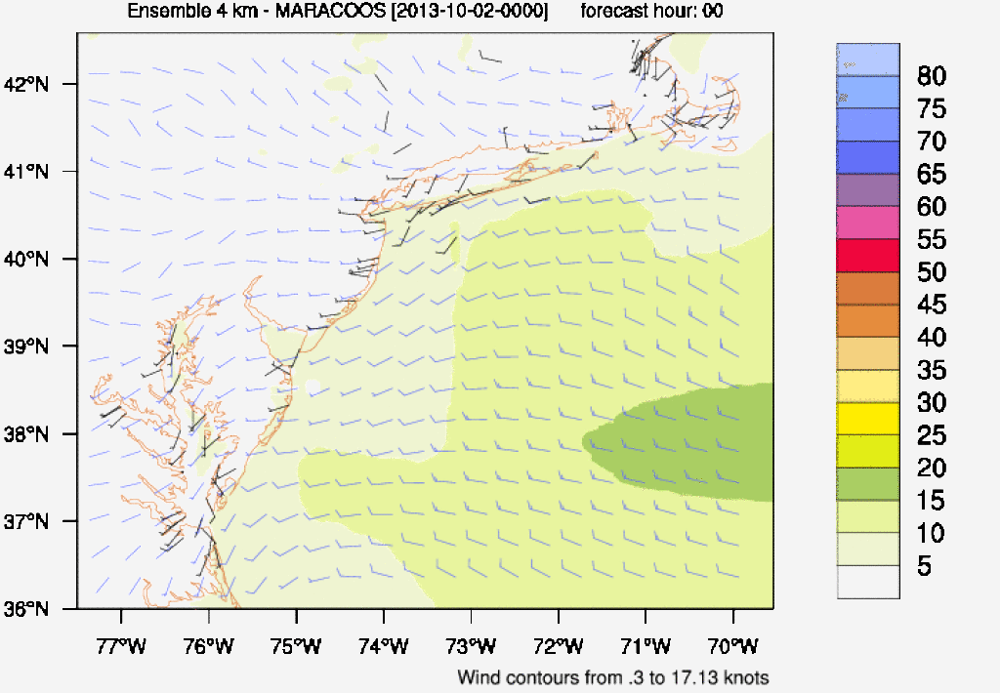 Ensemble 4 km - MARACOOS [2013-10-02-0000] forecast hour: 00
42°N
41°N
40°N
39°N
38°N
37°N
36°N
77°W 76°W 75°W 74°W 73°W 72°W 71°W 70°W
80
75
70
65
60
55
50
45
40
35
30
25
20
15
10
5
Wind contours from .3 to 17.13 knots